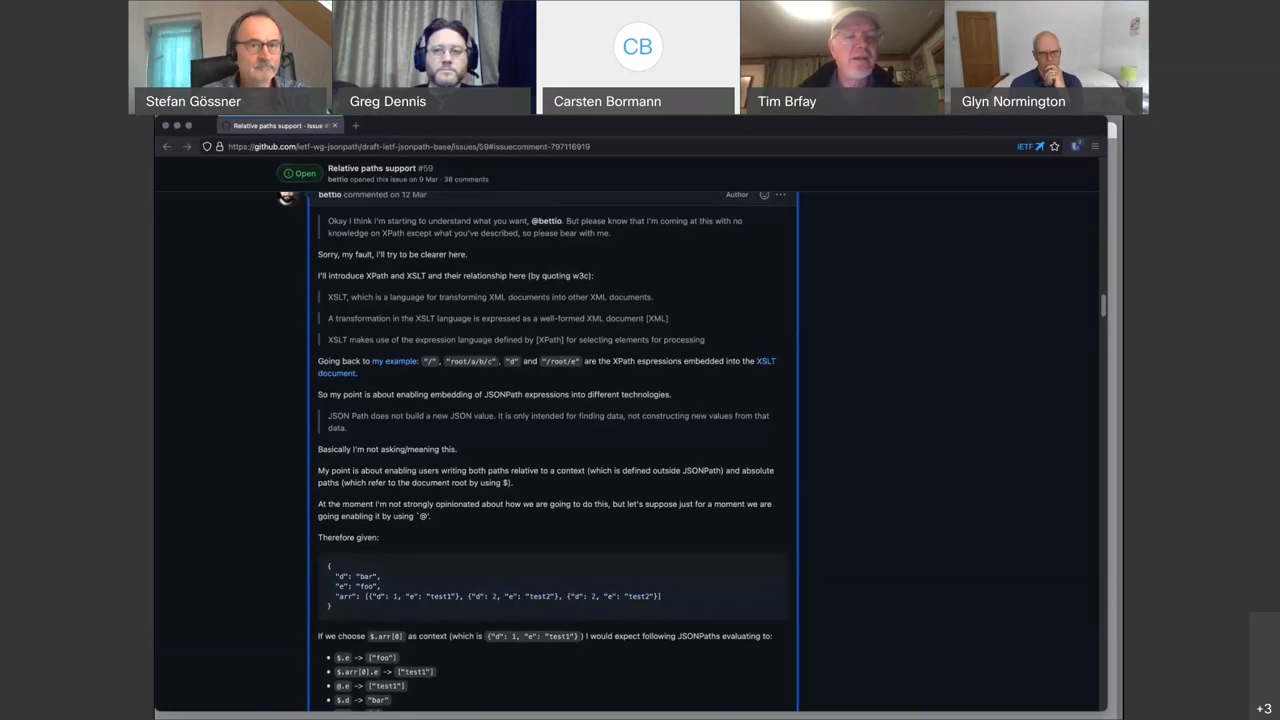 CB
Stefan Gössner
Greg Dennis
Carsten Bormann
Tim Brfay
Glyn Normington
Relative paths support · Issue #
https://github.com/ietf-wg-jsonpath/draft-ietf-jsonpath-base/issues/59#issuecomment-797116919
IETF
Open
Relative paths support #59
bettio opened this issue on 9 Mar · 38 comments
bettio commented on 12 Mar
Author
Okay I think I'm starting to understand what you want, @bettio. But please know that I'm coming at this with no
knowledge on XPath except what you've described, so please bear with me.
Sorry, my fault, I'll try to be clearer here.
I'll introduce XPath and XSLT and their relationship here (by quoting w3c):
XSLT, which is a language for transforming XML documents into other XML documents.
A transformation in the XSLT language is expressed as a well-formed XML document [XML]
XSLT makes use of the expression language defined by [XPath] for selecting elements for processing
Going back to my example: "/", "root/a/b/c", "d" and "/root/e" are the XPath espressions embedded into the XSLT
document.
So my point is about enabling embedding of JSONPath expressions into different technologies.
JSON Path does not build a new JSON value. It is only intended for finding data, not constructing new values from that
data.
Basically I'm not asking/meaning this.
My point is about enabling users writing both paths relative to a context (which is defined outside JSONPath) and absolute
paths (which refer to the document root by using $).
At the moment I'm not strongly opinionated about how we are going to do this, but let's suppose just for a moment we are
going enabling it by using `@'.
Therefore given:
{
"d": "bar",
"e": "foo",
"arr": [{"d": 1, "e": "test1"}, {"d": 2, "e": "test2"}, {"d": 2, "e": "test2"}]
}
If we choose $.arr[0] as context (which is {"d": 1, "e": "test1"}) I would expect following JSONPaths evaluating to:
• $.e -> ["foo"]
• $.arr[0].e -> ["test1"]
• @.e -> ["test1"]
• $.d -> "bar"
+3